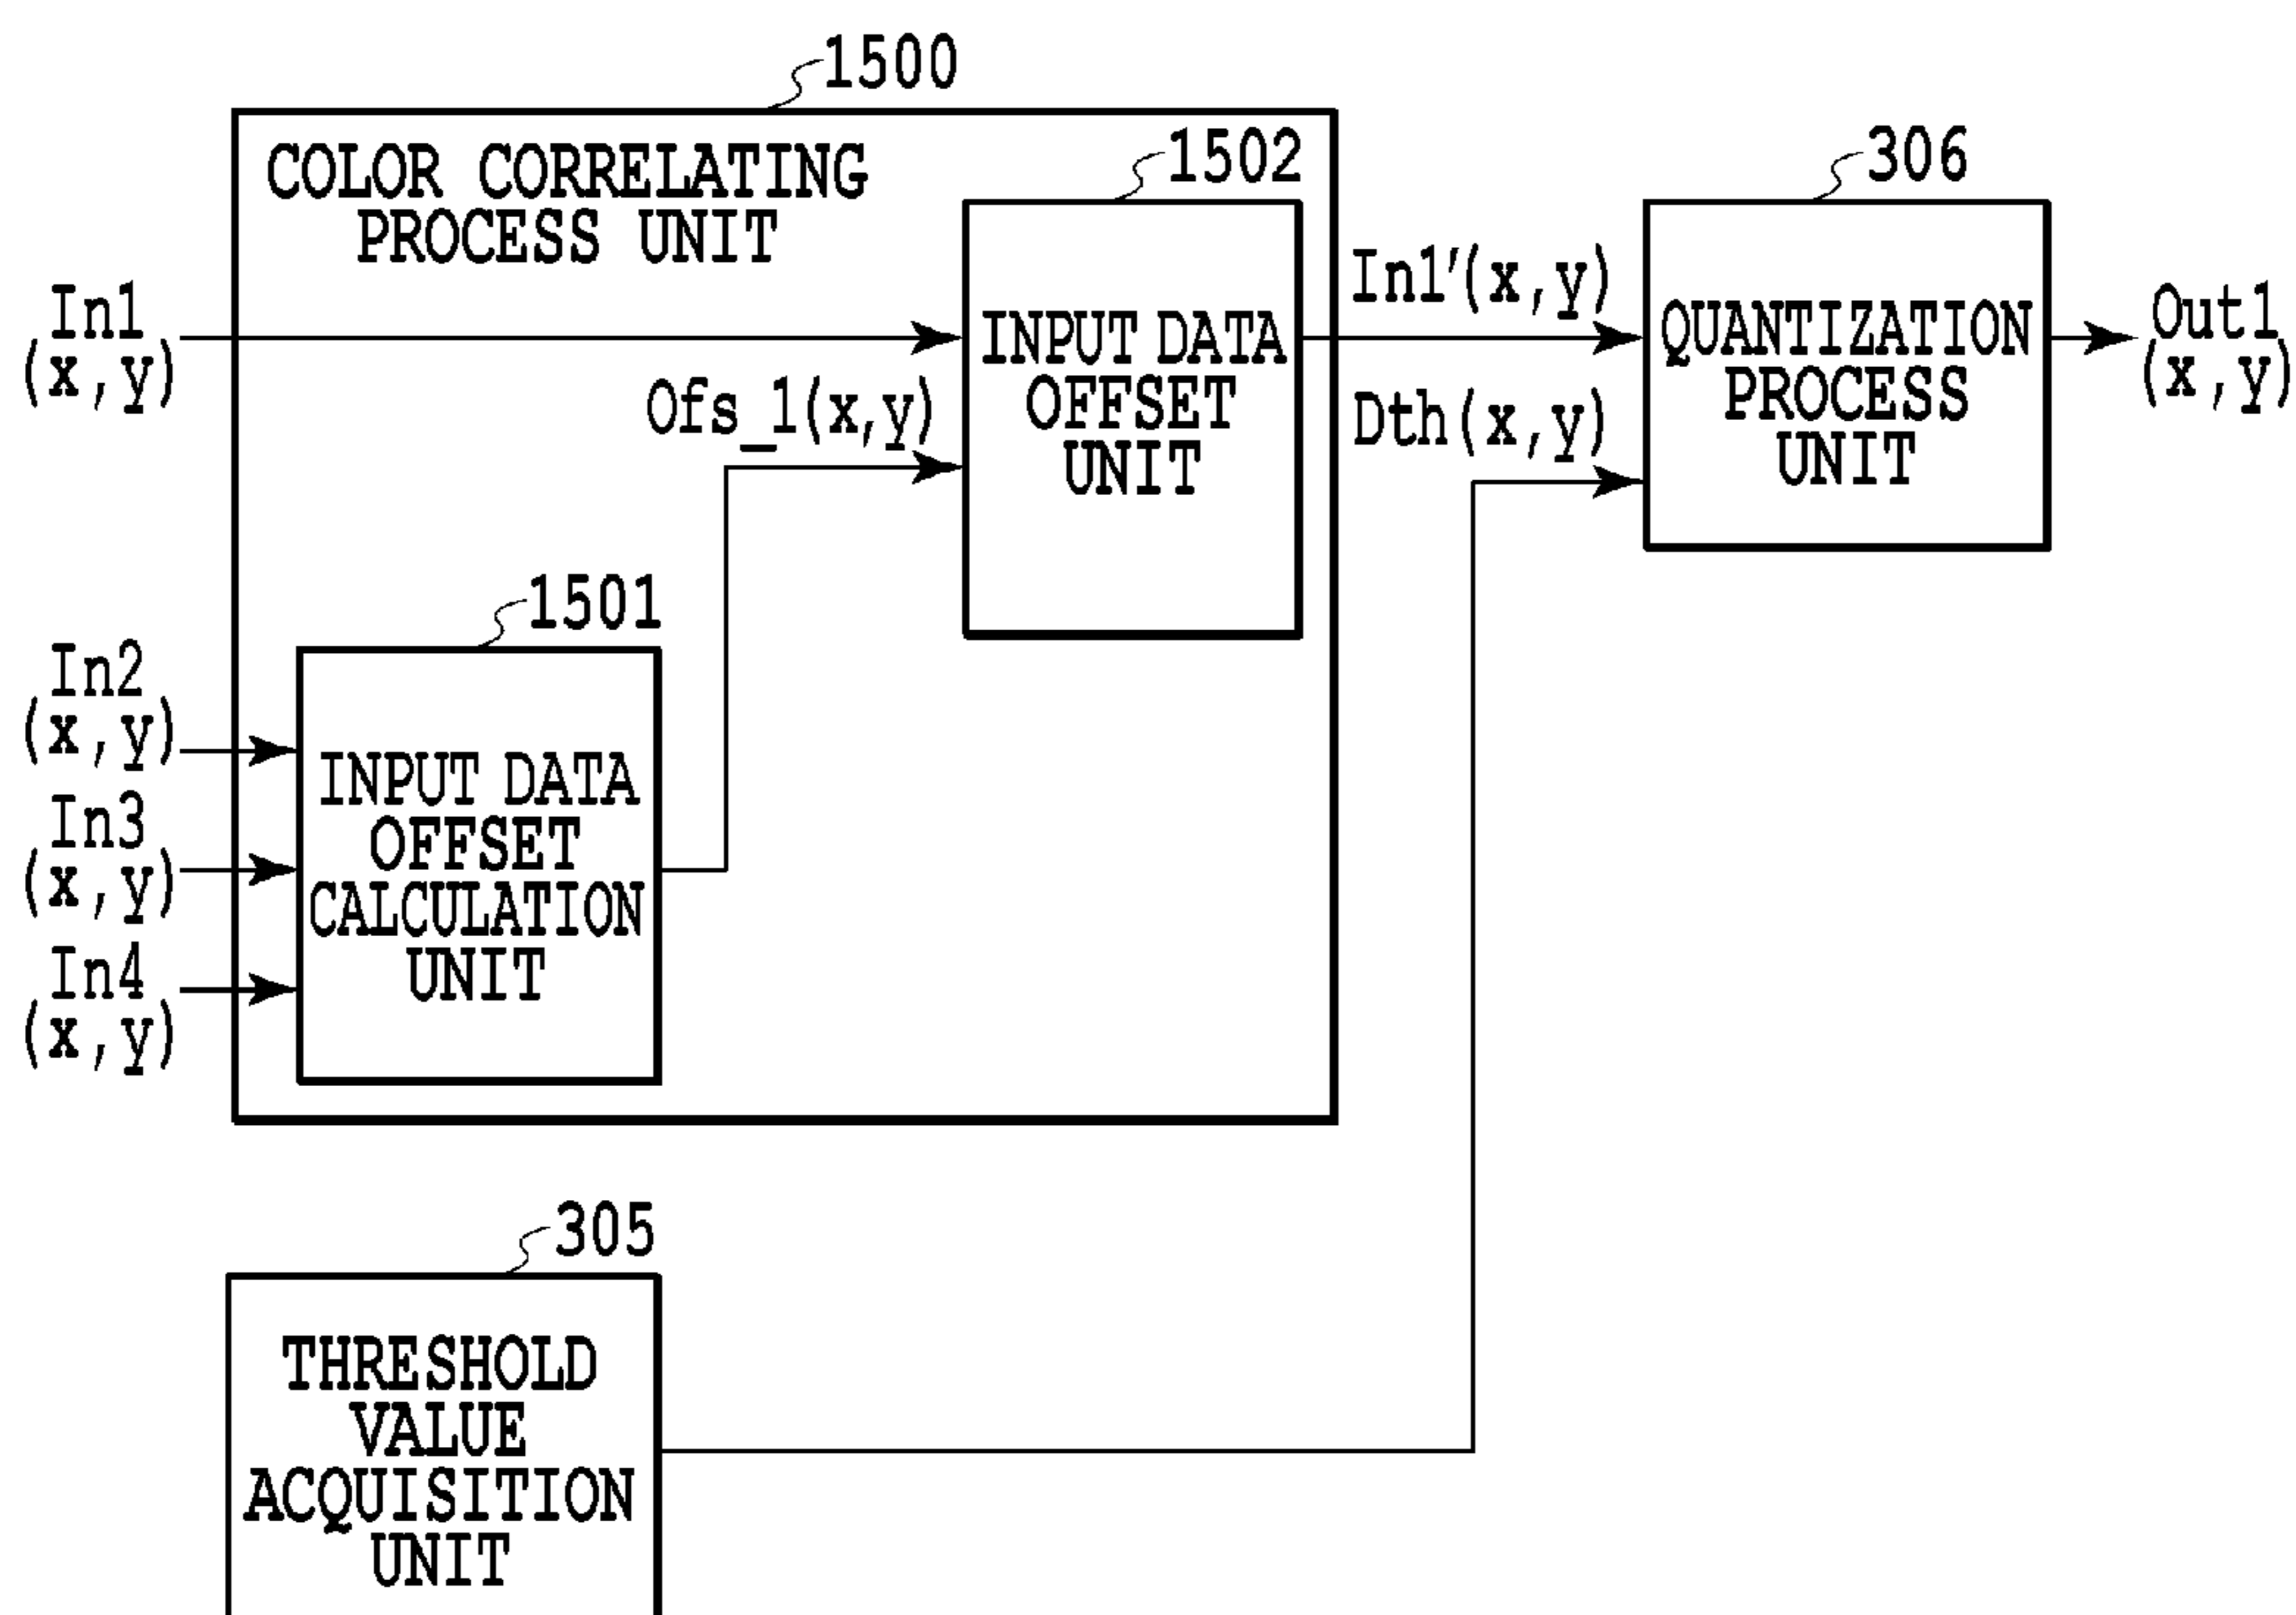 1500
COLOR CORRELATING
PROCESS UNIT
1502
306
In1
(x,y)
INPUT DATA
OFFSET
UNIT
Ofs_1(x,y)
In1'(x,y)
Dth(x,y)
QUANTIZATION
PROCESS
UNIT
Out1
(x,y)
1501
In2
(x,y)
In3
(x,y)
In4
(x,y)
INPUT DATA
OFFSET
CALCULATION
UNIT
305
THRESHOLD
VALUE
ACQUISITION
UNIT